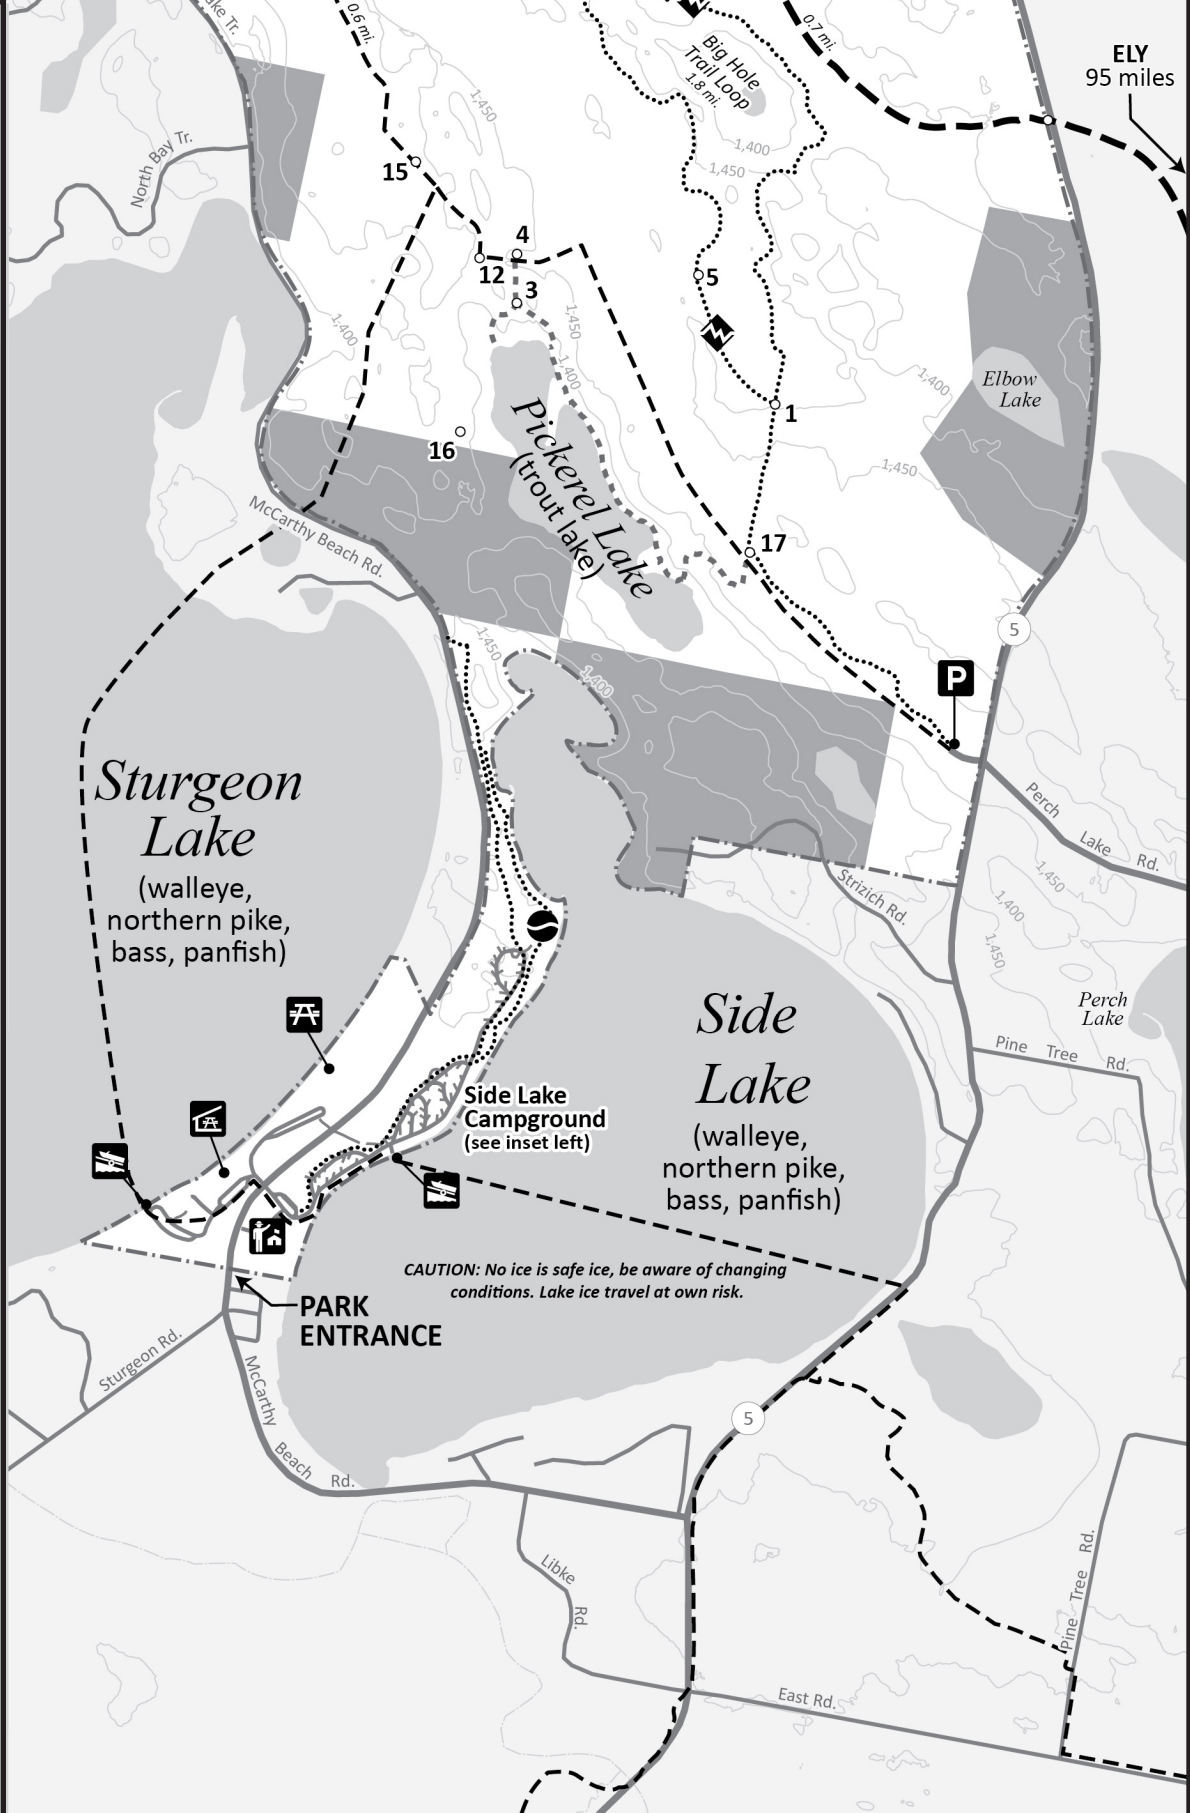 ke Tr.
0.6 mi.
0.7 mi.
ELY
95 miles
Big Hole
Trail Loop
1.8 mi.
1,450
1,400
1,450
North Bay Tr.
15
4
12
3
5
1,450
1,400
1,400
1,400
Elbow
Lake
1
16
1,450
Pickerel Lake
(trout lake)
17
McCarthy Beach Rd.
5
1,450
1,400
P
Sturgeon
Lake
(walleye,
northern pike,
bass, panfish)
Perch Lake Rd.
Strizich Rd.
1,450
1,400
1,450
Perch
Lake
Side
Lake
(walleye,
northern pike,
bass, panfish)
Pine Tree Rd.
Side Lake
Campground
(see inset left)
CAUTION: No ice is safe ice, be aware of changing
conditions. Lake ice travel at own risk.
PARK
ENTRANCE
Sturgeon Rd.
McCarthy Beach Rd.
5
Libke Rd.
Pine Tree Rd.
East Rd.